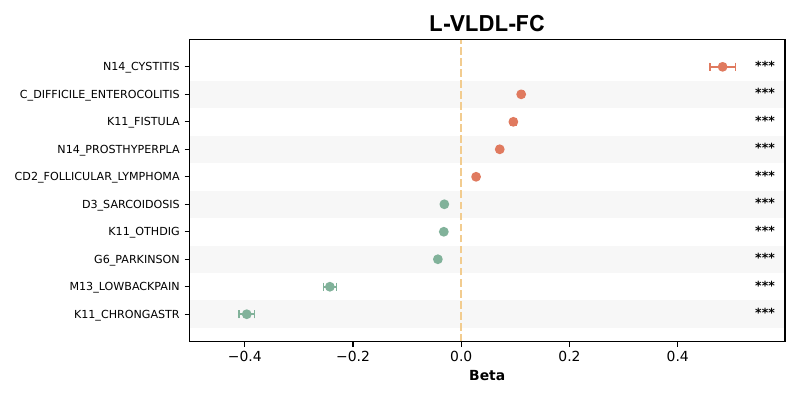 L-VLDL-FC
N14_CYSTITIS ***
C_DIFFICILE_ENTEROCOLITIS ***
K11_FISTULA ***
N14_PROSTHYPERPLA ***
CD2_FOLLICULAR_LYMPHOMA ***
D3_SARCOIDOSIS ***
K11_OTHDIG ***
G6_PARKINSON ***
M13_LOWBACKPAIN ***
K11_CHRONGASTR ***
−0.4 −0.2 0.0 0.2 0.4
Beta